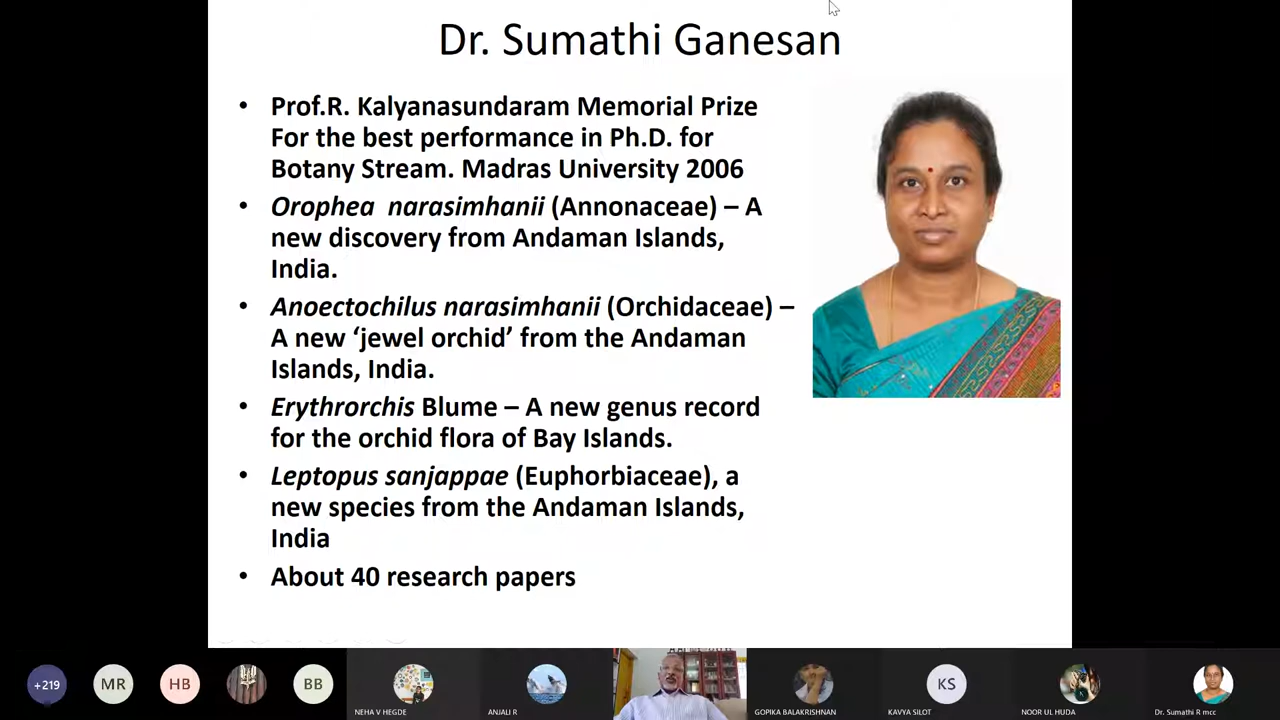 Dr. Sumathi Ganesan
• Prof.R. Kalyanasundaram Memorial Prize
For the best performance in Ph.D. for
Botany Stream. Madras University 2006
• Orophea narasimhanii (Annonaceae) – A
new discovery from Andaman Islands,
India.
• Anoectochilus narasimhanii (Orchidaceae) –
A new ‘jewel orchid’ from the Andaman
Islands, India.
• Erythrorchis Blume – A new genus record
for the orchid flora of Bay Islands.
• Leptopus sanjappae (Euphorbiaceae), a
new species from the Andaman Islands,
India
• About 40 research papers
+219
MR
HB
BB
KS
NEHA V HEGDE
ANJALI R
GOPIKA BALAKRISHNAN
KAVYA SILOT
NOOR UL HUDA
Dr. Sumathi R mcc